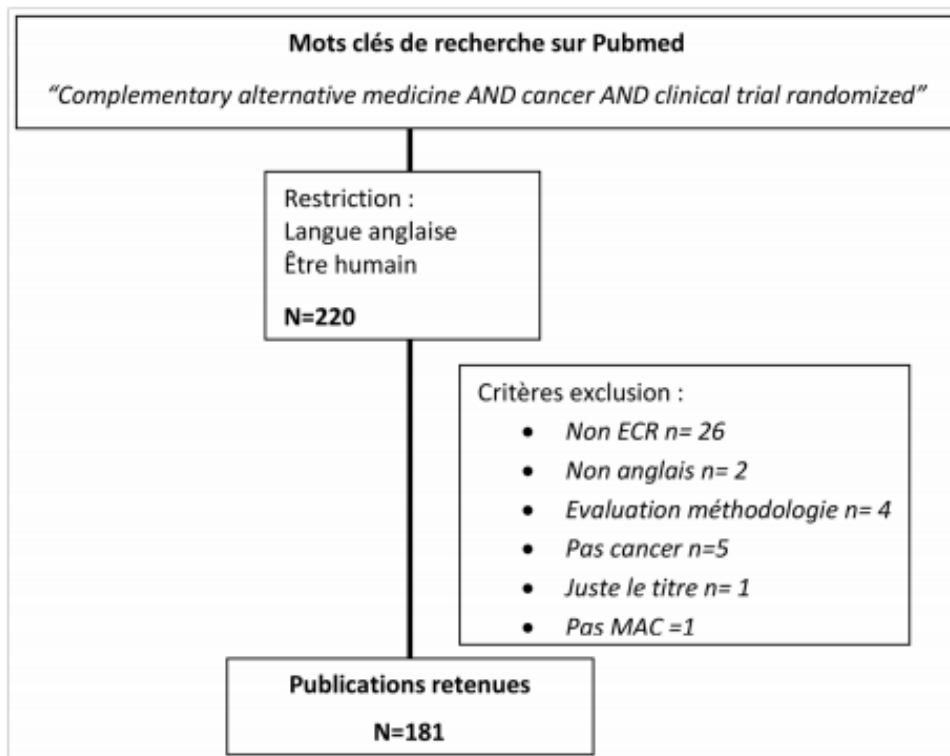 Mots clés de recherche sur Pubmed
“Complementary alternative medicine AND cancer AND clinical trial randomized”
Restriction :
Langue anglaise
Être humain
N=220
Critères exclusion :
• Non ECR n= 26
• Non anglais n= 2
• Evaluation méthodologie n= 4
• Pas cancer n=5
• Juste le titre n= 1
• Pas MAC =1
Publications retenues
N=181